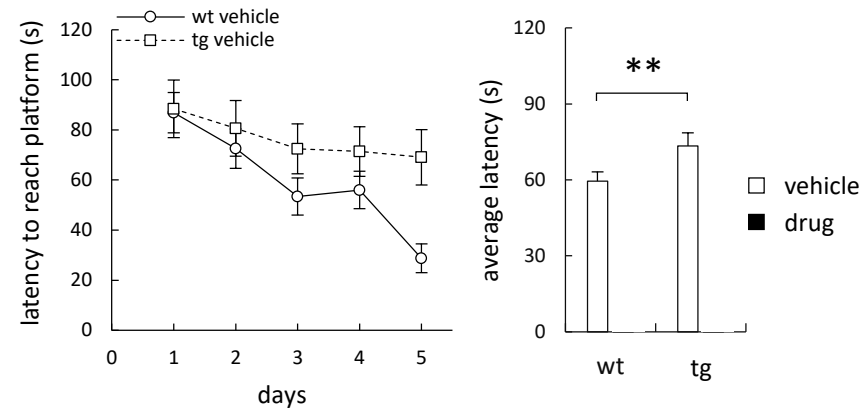 wt vehicle
tg vehicle
latency to reach platform (s)
120
100
80
60
40
20
0
0 1 2 3 4 5
days
average latency (s)
120
90
60
30
0
**
wt tg
vehicle
drug